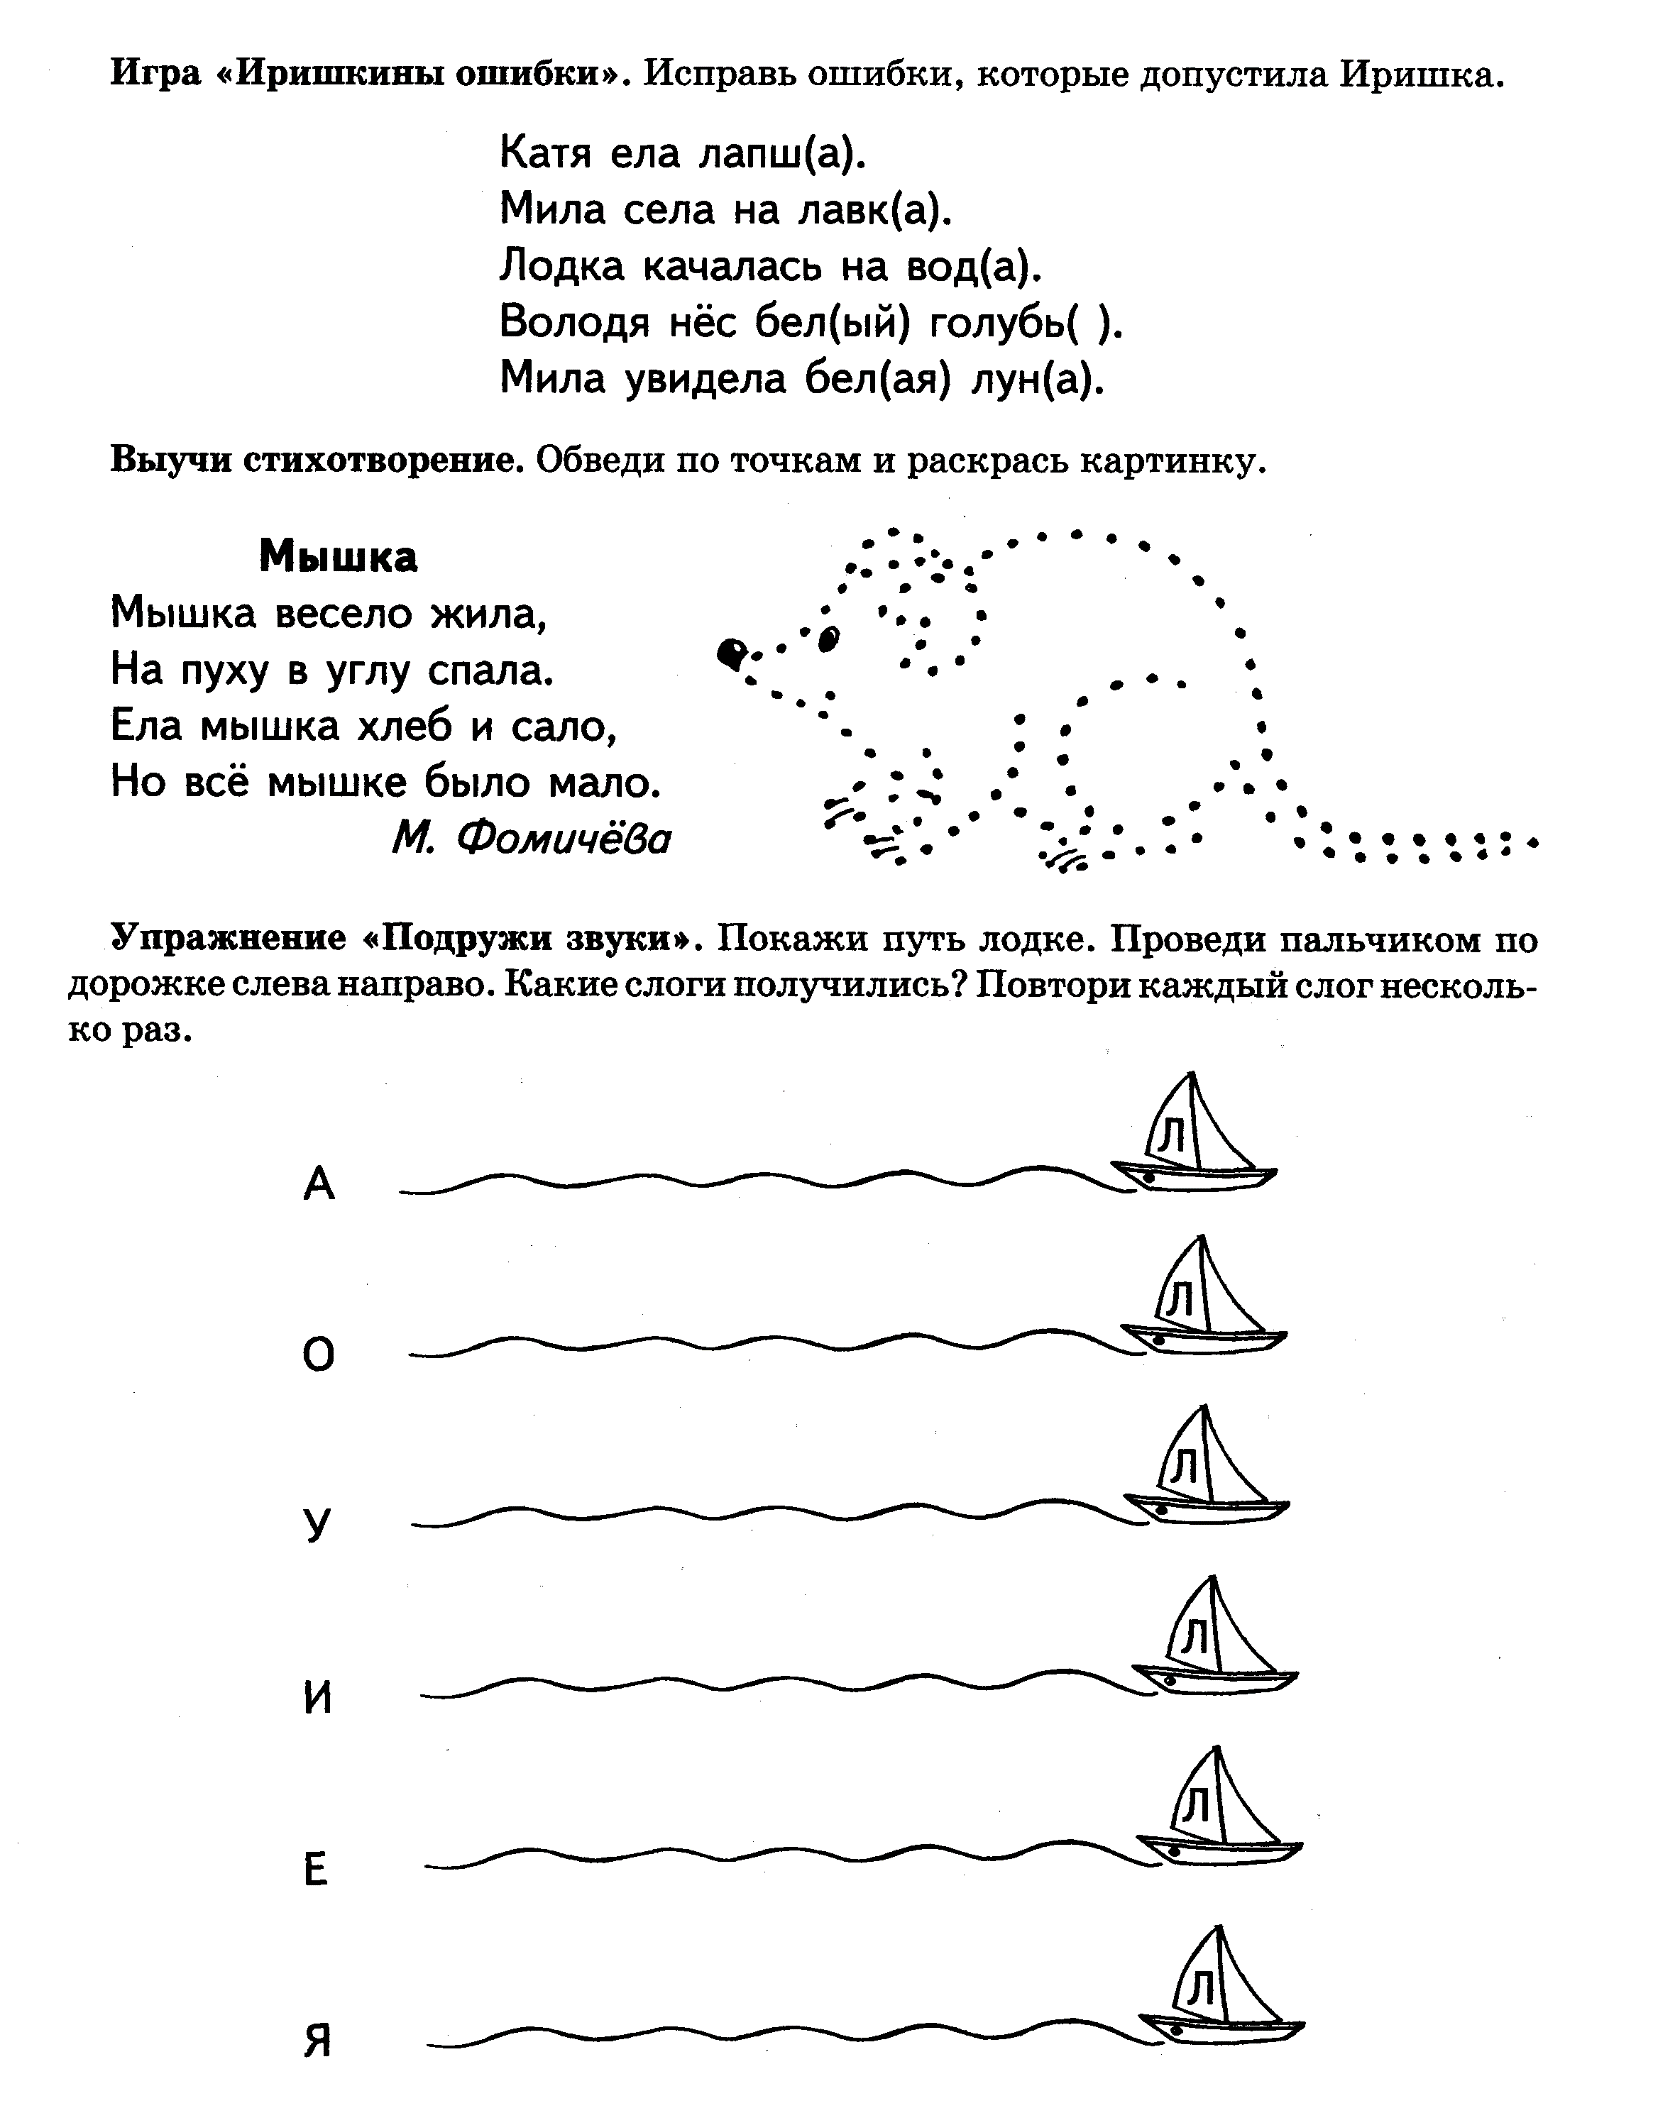 Игра «Иришкины ошибки». Исправь ошибки, которые допустила Иришка.
Катя ела лапш(а).
Мила села на лавк(а).
Лодка качалась на вод(а).
Володя нёс бел(ый) голубь( ).
Мила увидела бел(ая) лун(а).
Выучи стихотворение. Обведи по точкам и раскрась картинку.
Мышка
Мышка весело жила,
На пуху в углу спала.
Ела мышка хлеб и сало,
Но всё мышке было мало.
М. Фомичёва
Упражнение «Подружи звуки». Покажи путь лодке. Проведи пальчиком по
дорожке слева направо. Какие слоги получились? Повтори каждый слог несколь-
ко раз.
А Л
О Л
У Л
И Л
Е Л
Я Л